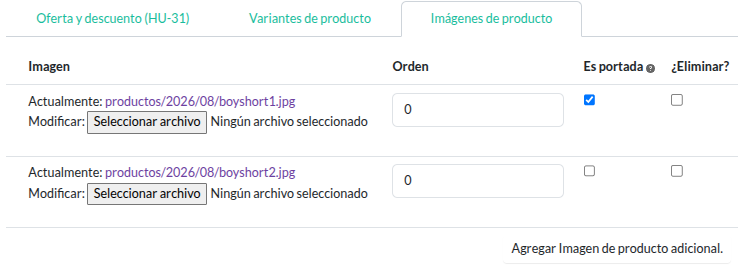 Oferta y descuento (HU-31) Variantes de producto Imágenes de producto
Imagen Orden Es portada ¿Eliminar?
Actualmente: productos/2026/08/boyshort1.jpg
Modificar: Seleccionar archivo Ningún archivo seleccionado
0
Actualmente: productos/2026/08/boyshort2.jpg
Modificar: Seleccionar archivo Ningún archivo seleccionado
0
Agregar Imagen de producto adicional.